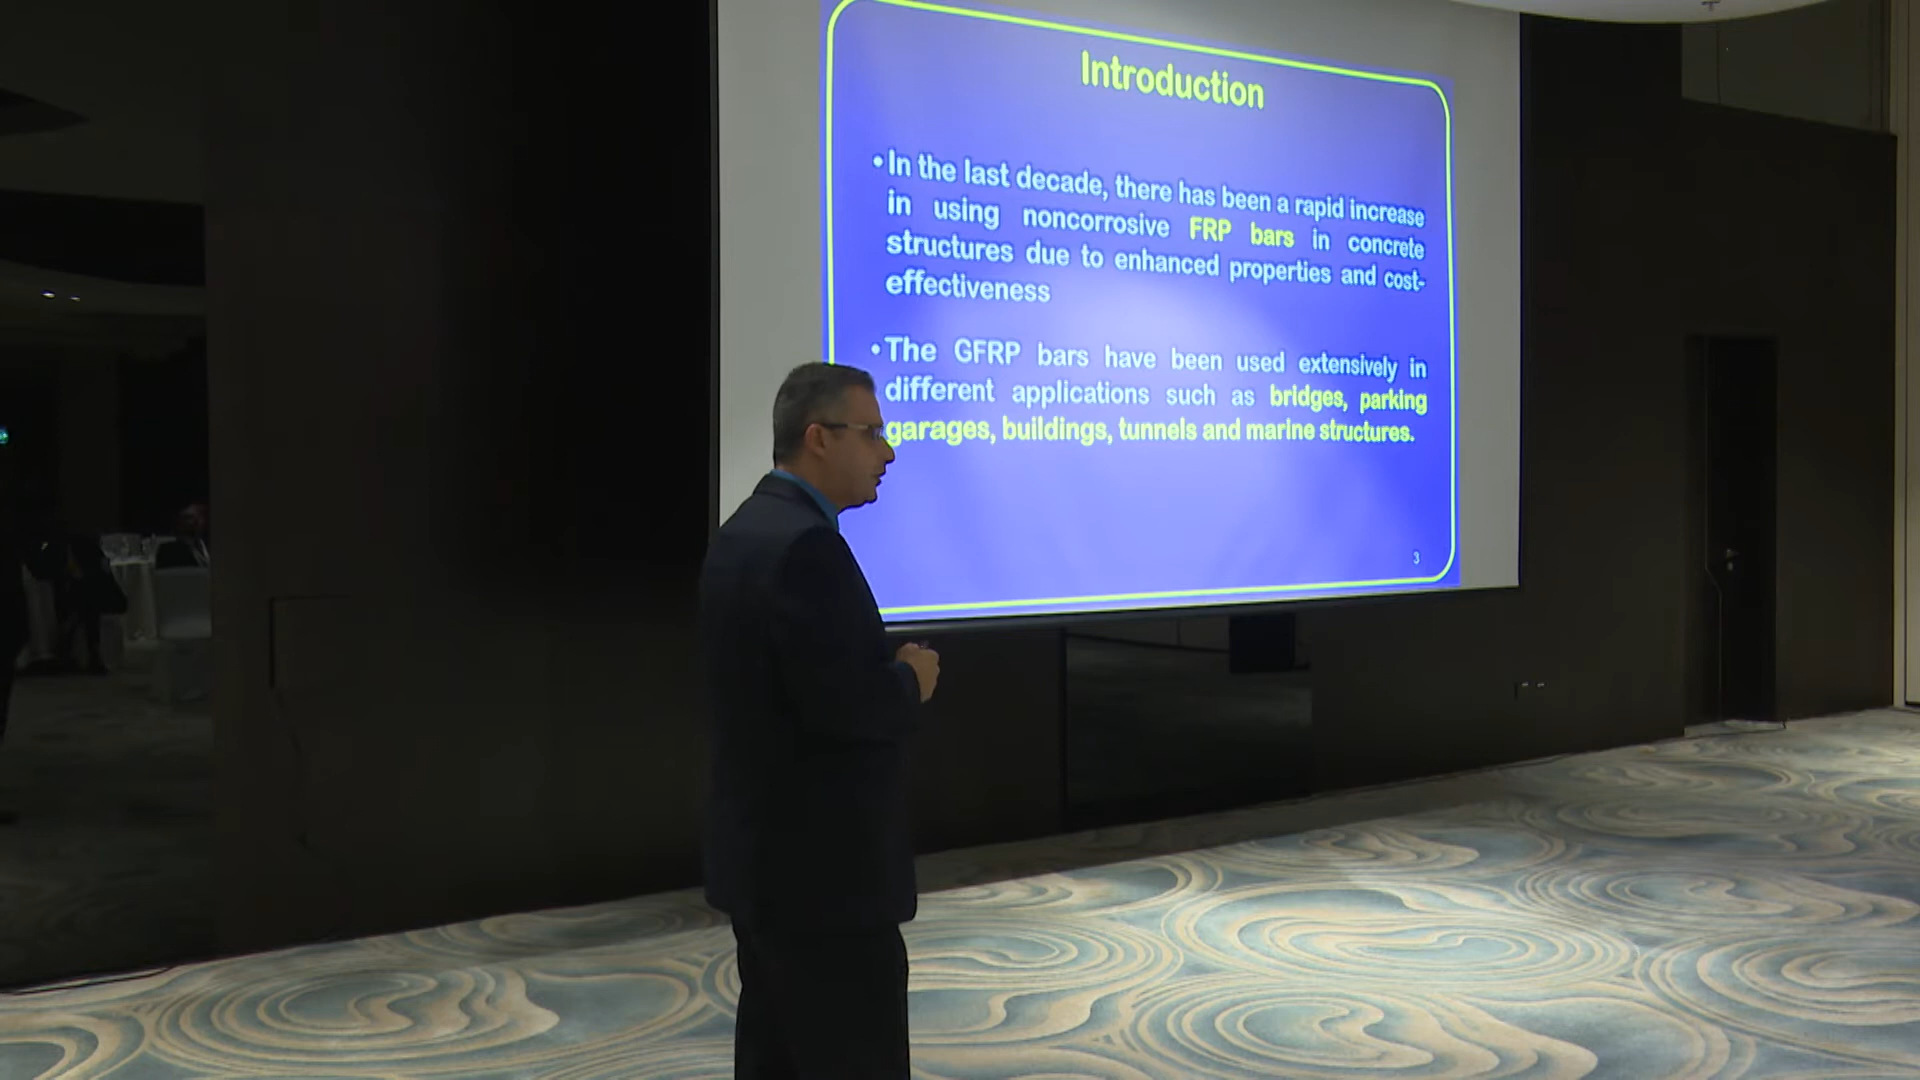 Introduction
• In the last decade, there has been a rapid increase
in using noncorrosive FRP bars in concrete
structures due to enhanced properties and cost-
effectiveness
• The GFRP bars have been used extensively in
different applications such as bridges, parking
garages, buildings, tunnels and marine structures.
3